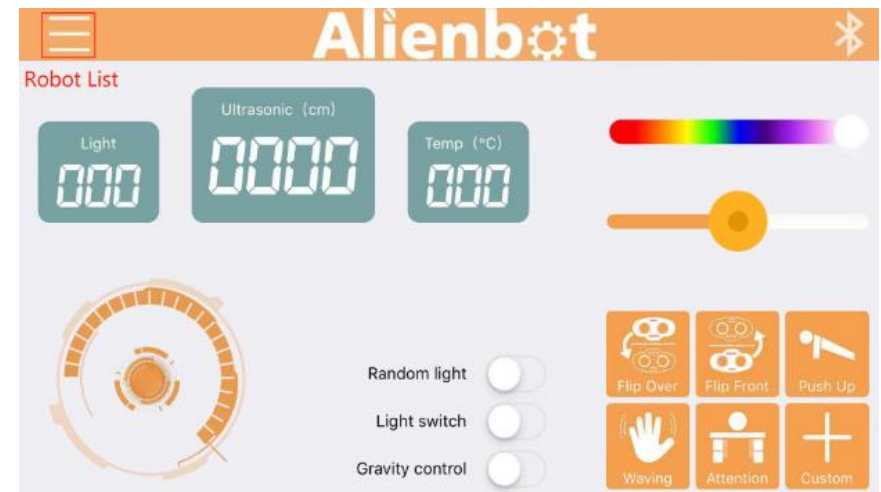 Alienbot
Robot List
Light
000
Ultrasonic (cm)
0000
Temp (°C)
000
Random light
Light switch
Gravity control
Flip Over
Flip Front
Push Up
Waving
Attention
Custom